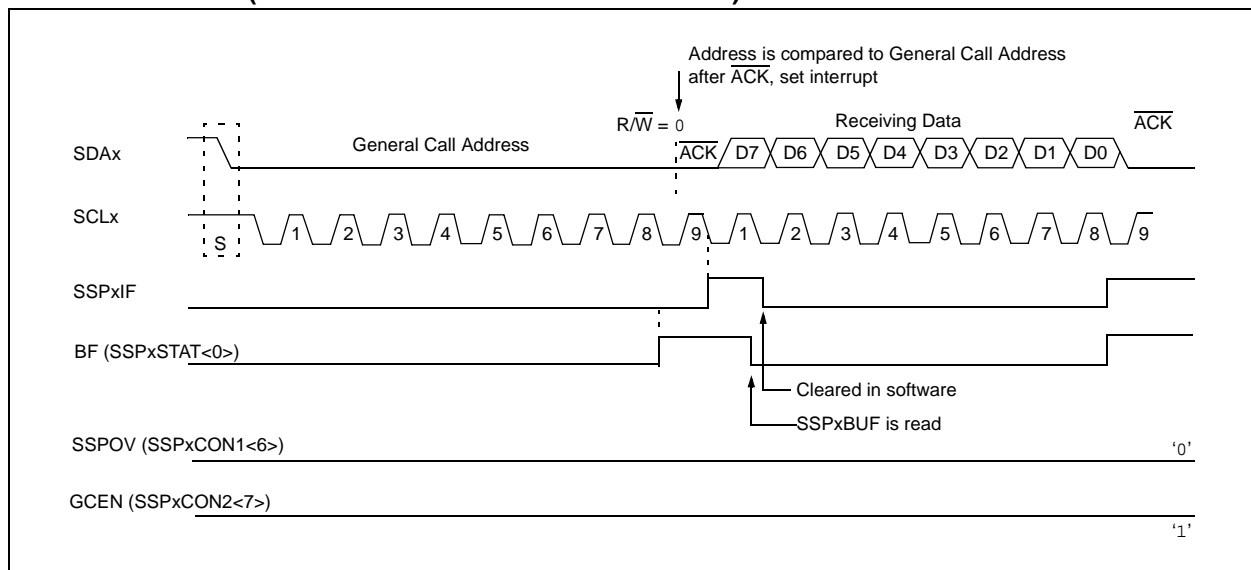 Address is compared to General Call Address
after ACK, set interrupt
R/W = 0
Receiving Data
ACK
SDAx
General Call Address
ACK D7 D6 D5 D4 D3 D2 D1 D0
SCLx
S 1 2 3 4 5 6 7 8 9 1 2 3 4 5 6 7 8 9
SSPxIF
BF (SSPxSTAT<0>)
Cleared in software
SSPxBUF is read
SSPOV (SSPxCON1<6>)
‘0’
GCEN (SSPxCON2<7>)
‘1’